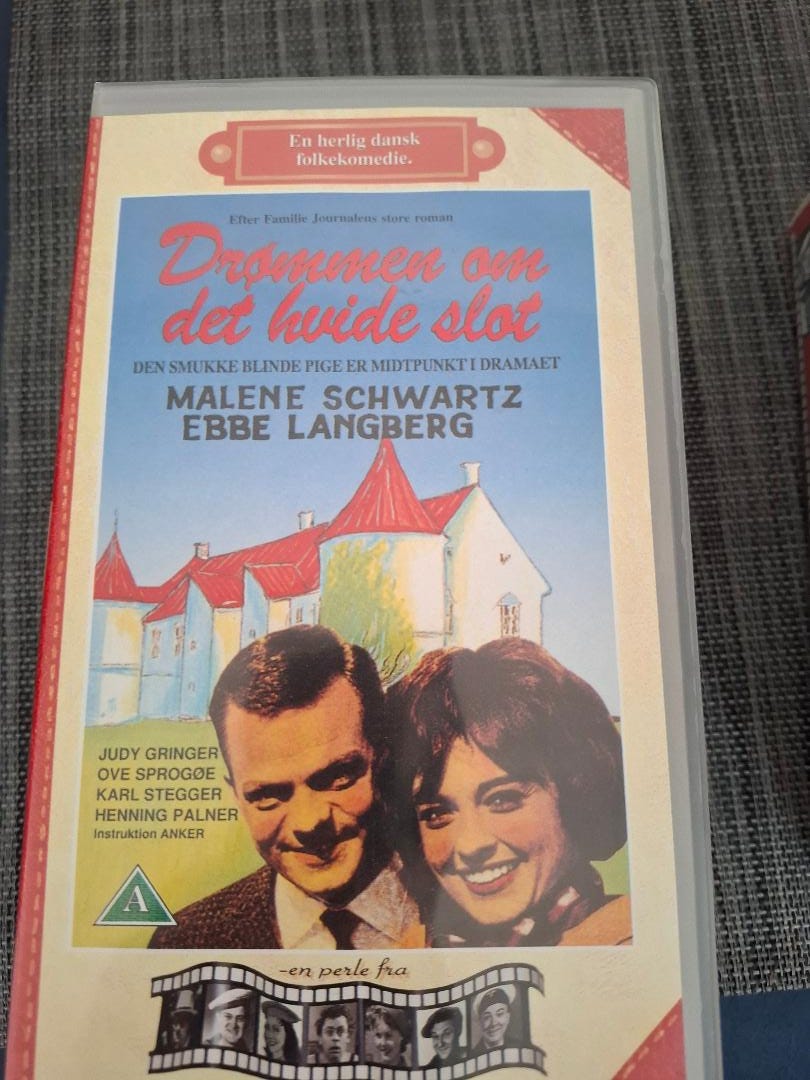 En herlig dansk
folkekomedie.
Efter Familie Journalens store roman
Drømmen om
det hvide slot
DEN SMUKKE BLINDE PIGE ER MIDTPUNKT I DRAMAET
MALENE SCHWARTZ
EBBE LANGBERG
JUDY GRINGER
OVE SPROGØE
KARL STEGGER
HENNING PALNER
Instruktion ANKER
A
-en perle fra